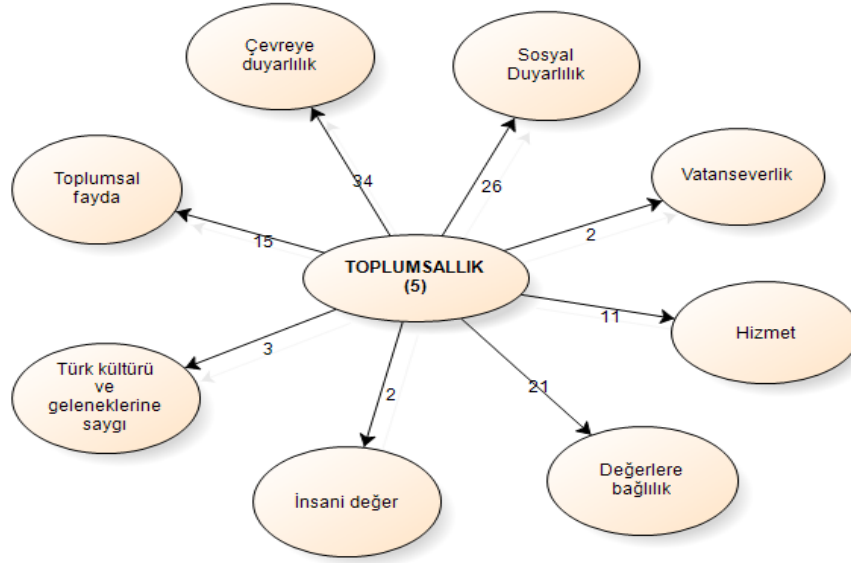 Çevreye
duyarlılık
Sosyal
Duyarlılık
Toplumsal
fayda
Vatanseverlik
34
26
15
2
TOPLUMSALLIK
(5)
11
Hizmet
3
2
21
Türk kültürü
ve
geleneklerine
saygı
İnsani değer
Değerlere
bağlılık